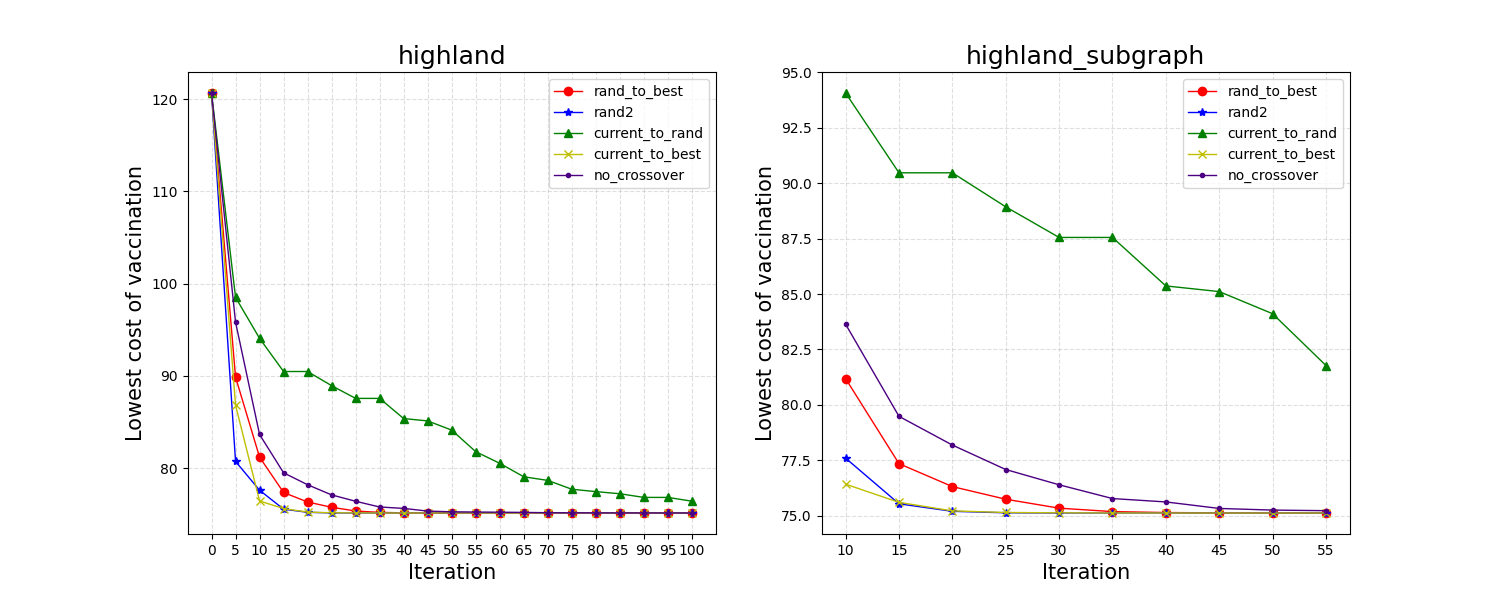 highland
Lowest cost of vaccination
120
110
100
90
80
rand_to_best
rand2
current_to_rand
current_to_best
no_crossover
0 5 10 15 20 25 30 35 40 45 50 55 60 65 70 75 80 85 90 95 100
Iteration
highland_subgraph
Lowest cost of vaccination
95.0
92.5
90.0
87.5
85.0
82.5
80.0
77.5
75.0
rand_to_best
rand2
current_to_rand
current_to_best
no_crossover
10 15 20 25 30 35 40 45 50 55
Iteration